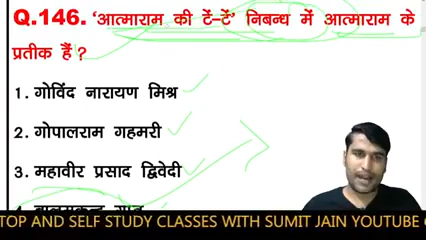 Q.146. ‘आत्माराम की टें-टें’ निबन्ध में आत्माराम के
प्रतीक हैं ?
1. गोविंद नारायण मिश्र
2. गोपालराम गहमरी
3. महावीर प्रसाद द्विवेदी
TOP AND SELF STUDY CLASSES WITH SUMIT JAIN YOUTUBE